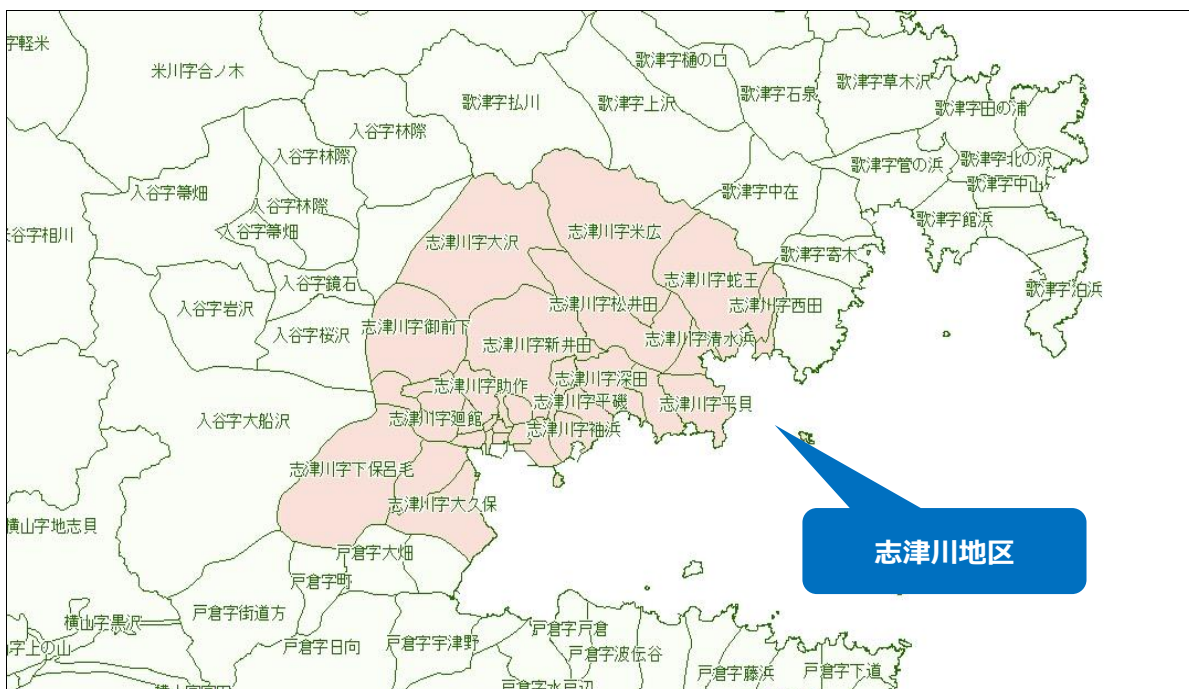 字軽米
米川字合ノ木
歌津字樋の口
歌津字払川
歌津字上沢
歌津字石泉
歌津字草木沢
歌津字田の浦
入谷字林際
入谷字林際
歌津字管の浜
歌津字北の沢
入谷字箒畑
歌津字中在
歌津字中山
入谷字林際
入谷字箒畑
歌津字館浜
米谷字相川
志津川字大沢
志津川字米広
歌津字寄木
入谷字鏡石
志津川字蛇王
歌津字泊浜
入谷字岩沢
志津川字松井田
志津川字西田
入谷字桜沢
志津川字御前下
志津川字新井田
志津川字清水浜
志津川字助作
志津川字深田
入谷字大船沢
志津川字廻館
志津川字平磯
志津川字平貝
志津川字袖浜
志津川字下保呂毛
志津川字大久保
横山字地志貝
志津川地区
戸倉字大畑
戸倉字町
横山字黒沢
戸倉字街道方
字上の山
戸倉字日向
戸倉字宇津野
戸倉字戸倉
戸倉字波伝谷
戸倉字藤浜
戸倉字下道
戸倉字水戸辺